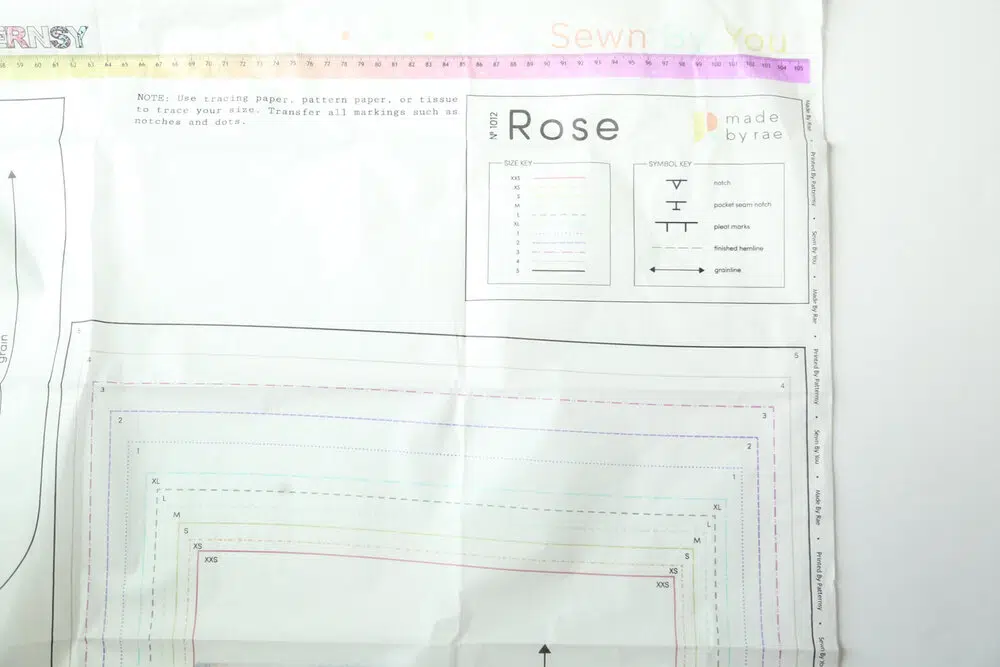 ERNSY
Sewn by You
58 59 60 61 62 63 64 65 66 67 68 69 70 71 72 73 74 75 76 77 78 79 80 81 82 83 84 85 86 87 88 89 90 91 92 93 94 95 96 97 98 99 100 101 102 103 104 105
NOTE: Use tracing paper, pattern paper, or tissue
to trace your size. Transfer all markings such as
notches and dots.
Nº 1012
Rose
made
by rae
SIZE KEY
XXS
XS
S
M
L
XL
1
2
3
4
5
SYMBOL KEY
notch
pocket seam notch
pleat marks
finished hemline
grainline
Made By Rae
Printed By Patternsy • Sewn By You • Made By Rae
Printed By Patternsy • Sewn By You • Made By Rae • Printed By Patternsy • Sewn By
grain
5 5
4 4
3 3
2 2
1 1
XL XL
L L
M M
S S
XS XS
XXS XXS